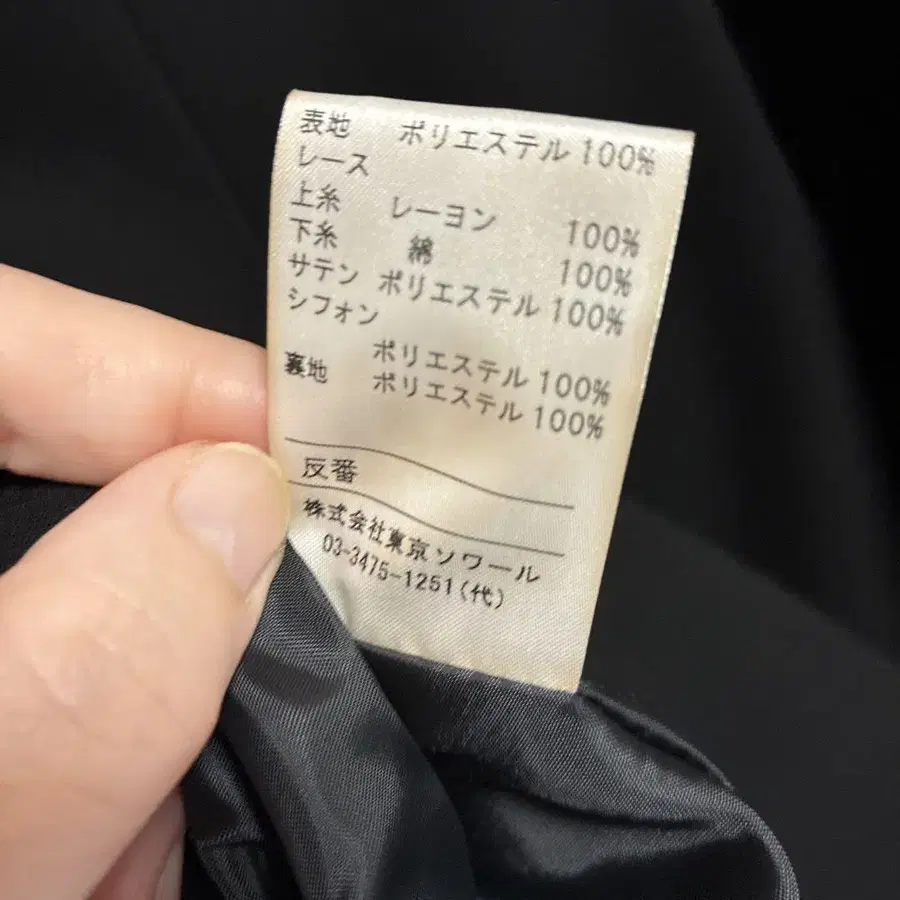 表地 ポリエステル 100%
レース
上糸 レーヨン 100%
下糸 綿 100%
サテン ポリエステル 100%
シフォン
ポリエステル 100%
裏地 ポリエステル 100%
反番
株式会社東京ソワール
03-3475-1251(代)